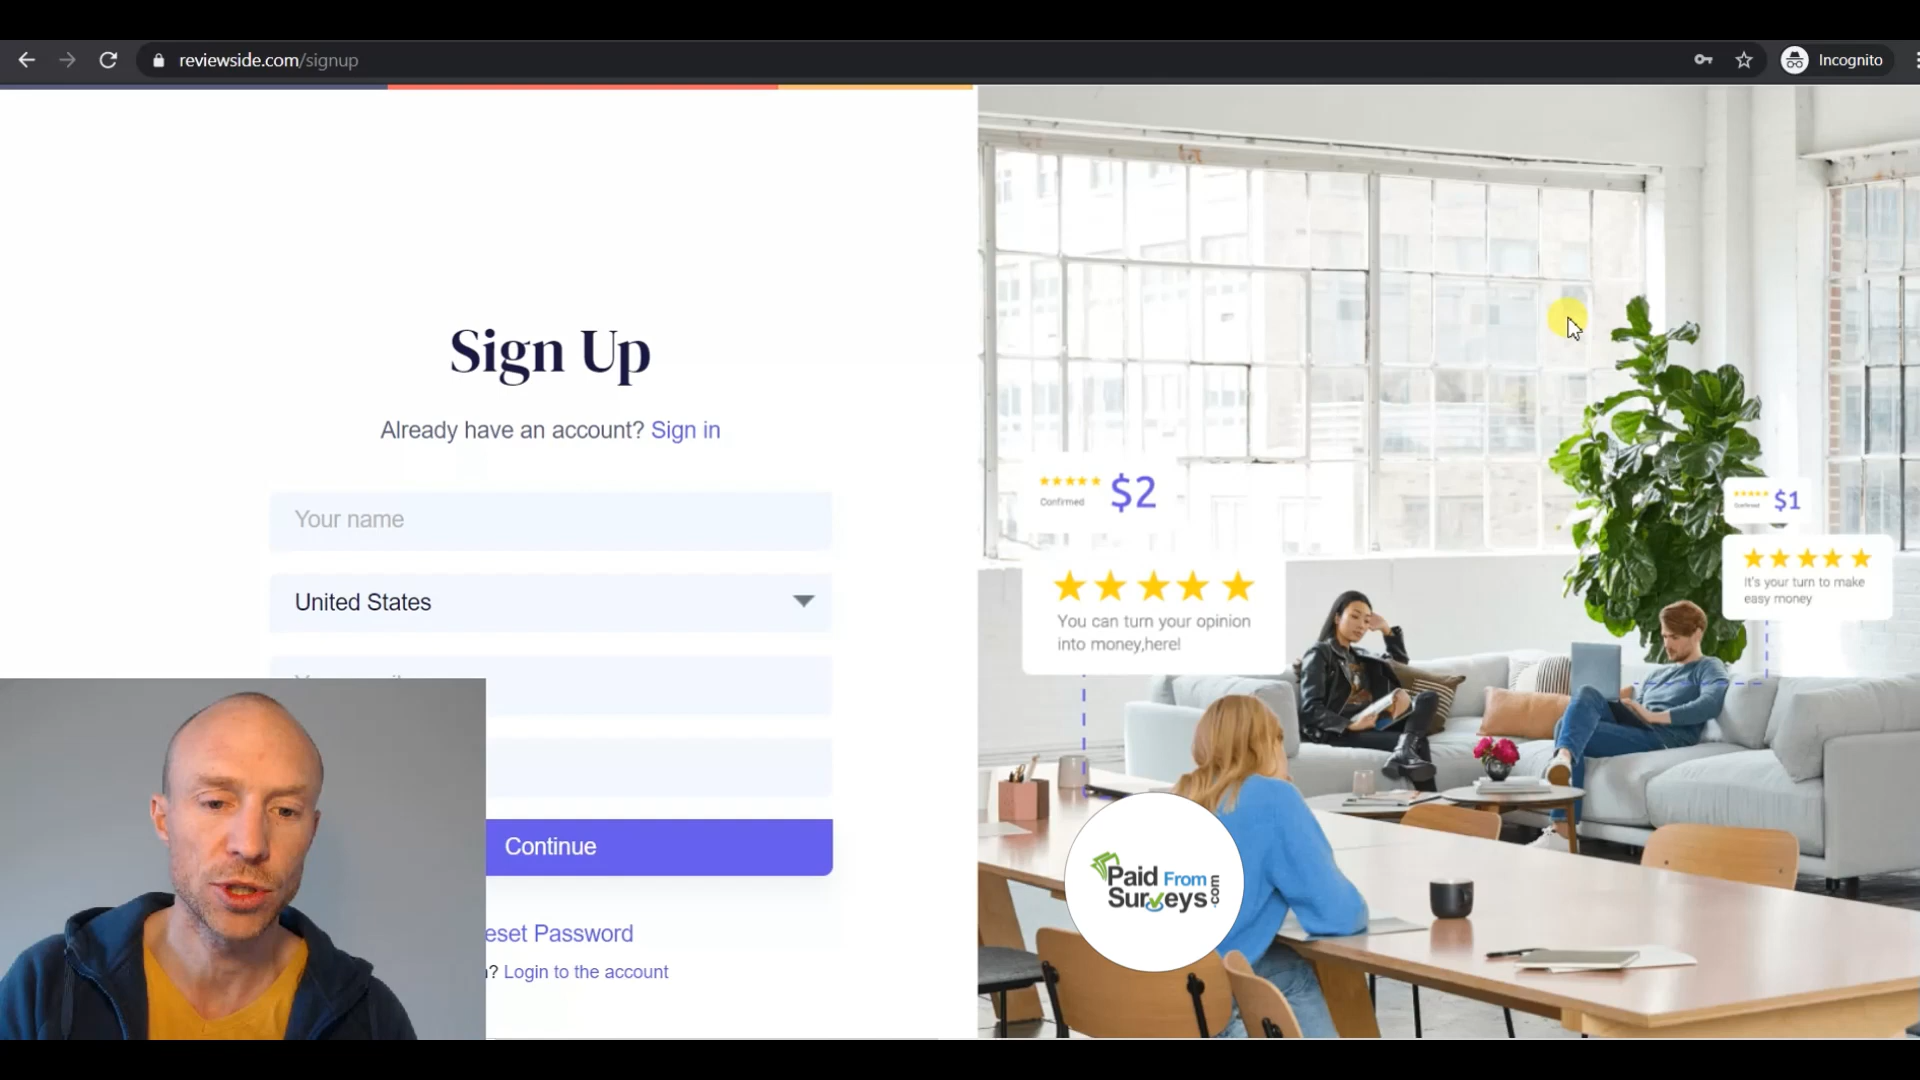 reviewside.com/signup
Incognito
Sign Up
Already have an account? Sign in
Your name
United States
Continue
eset Password
? Login to the account
Confirmed
$2
You can turn your opinion
into money,here!
Confirmed
$1
It's your turn to make
easy money
Paid From
Surveys
.com